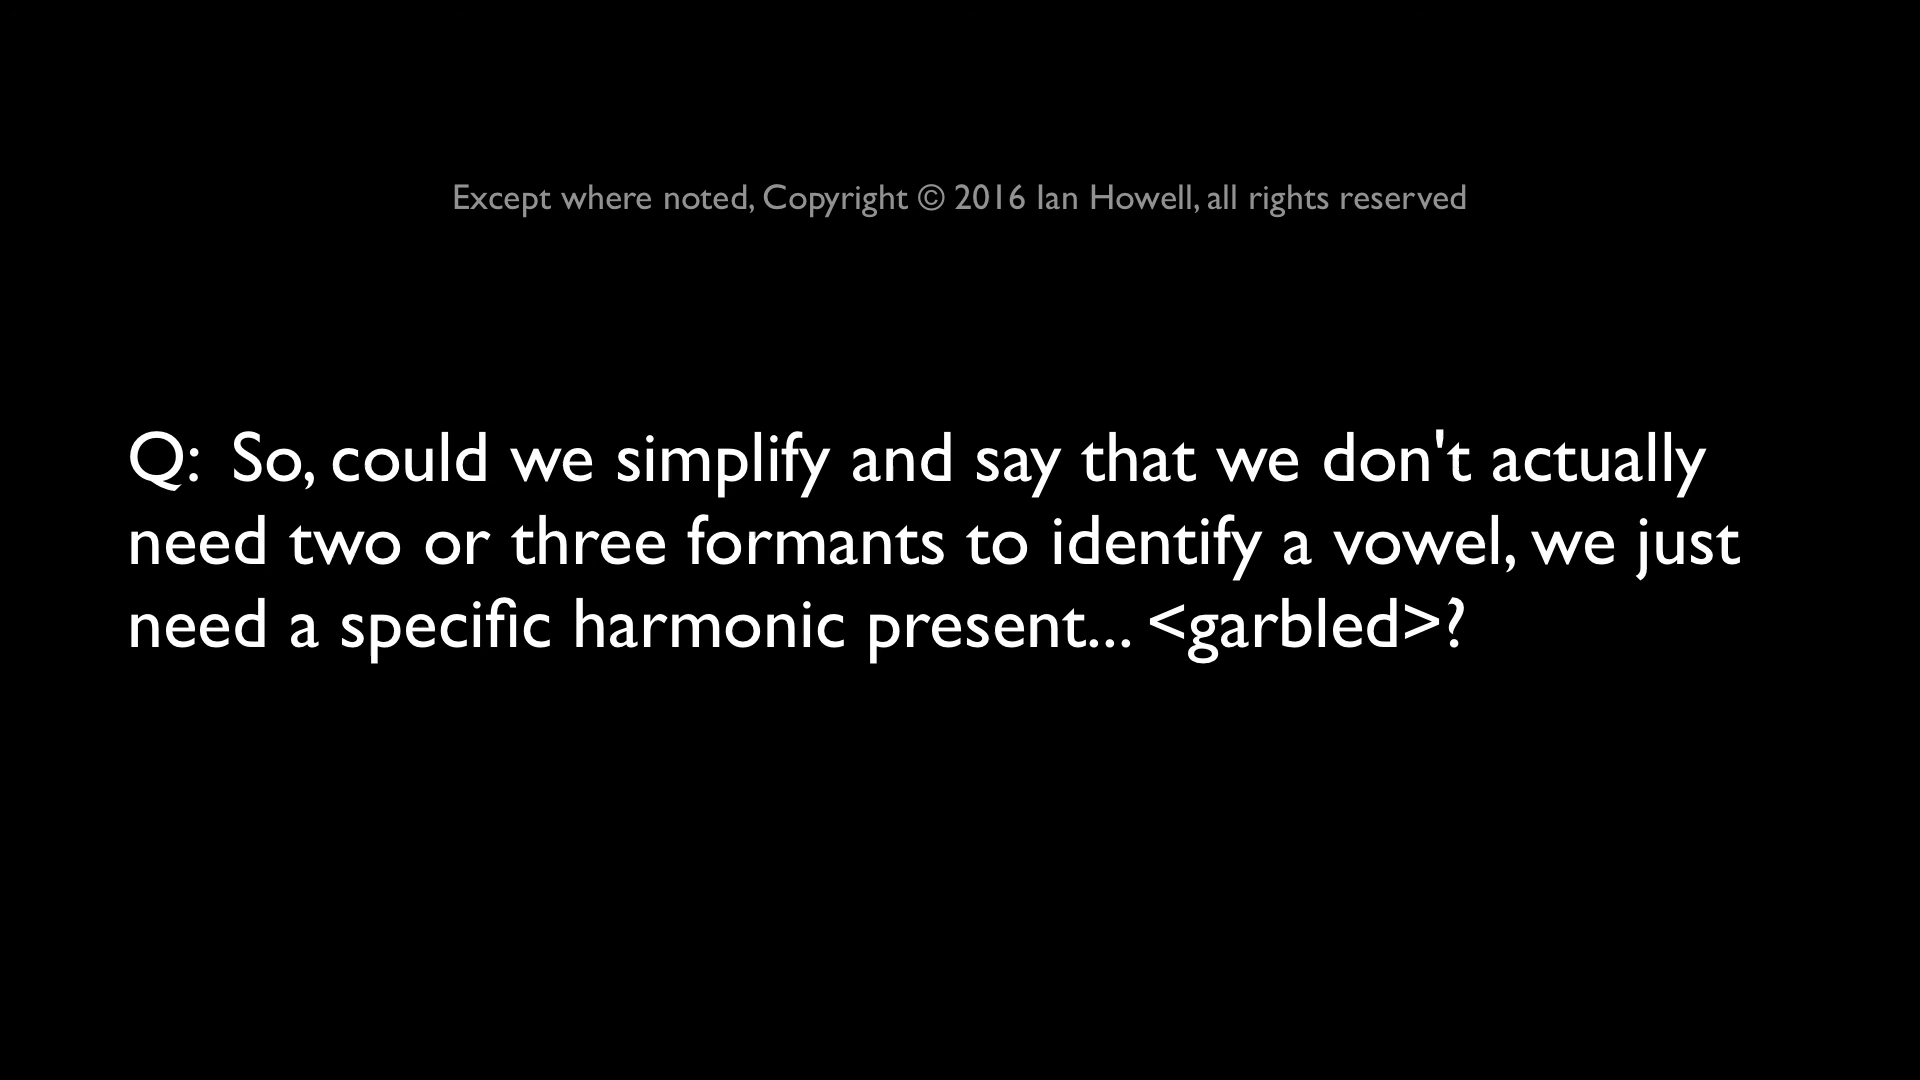 Except where noted, Copyright © 2016 Ian Howell, all rights reserved
Q: So, could we simplify and say that we don't actually
need two or three formants to identify a vowel, we just
need a specific harmonic present... <garbled>?